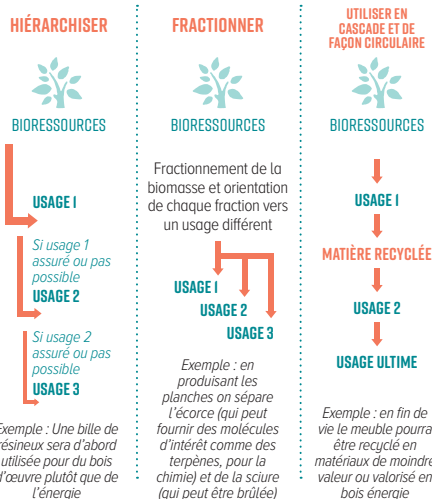 HIÉRARCHISER
BIORESSOURCES
USAGE 1
Si usage 1
assuré ou pas
possible
USAGE 2
Si usage 2
assuré ou pas
possible
USAGE 3
Exemple : Une bille de
résineux sera d'abord
utilisée pour du bois
d'œuvre plutôt que de
l'énergie
FRACTIONNER
BIORESSOURCES
Fractionnement de la
biomasse et orientation
de chaque fraction vers
un usage différent
USAGE 1
USAGE 2
USAGE 3
Exemple : en
produisant les
planches on sépare
l'écorce (qui peut
fournir des molécules
d'intérêt comme des
terpènes, pour la
chimie) et de la sciure
(qui peut être brûlée)
UTILISER EN
CASCADE ET DE
FAÇON CIRCULAIRE
BIORESSOURCES
USAGE 1
MATIÈRE RECYCLÉE
USAGE 2
USAGE ULTIME
Exemple : en fin de
vie le meuble pourra
être recyclé en
matériaux de moindre
valeur ou valorisé en
bois énergie